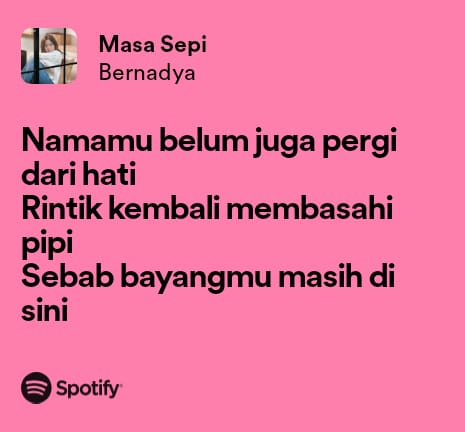 Masa Sepi
Bernadya
Namamu belum juga pergi
dari hati
Rintik kembali membasahi
pipi
Sebab bayangmu masih di
sini
Spotify